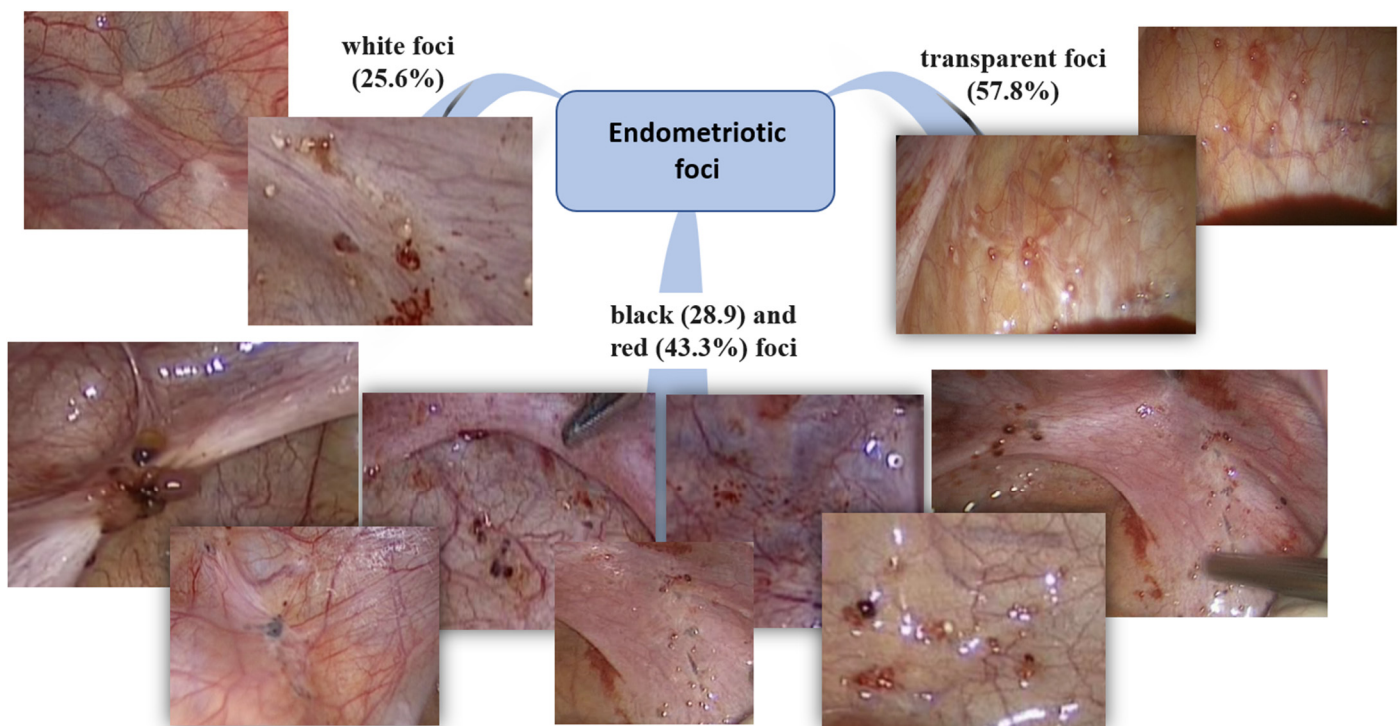 white foci
(25.6%)
Endometriotic
foci
transparent foci
(57.8%)
black (28.9) and
red (43.3%) foci